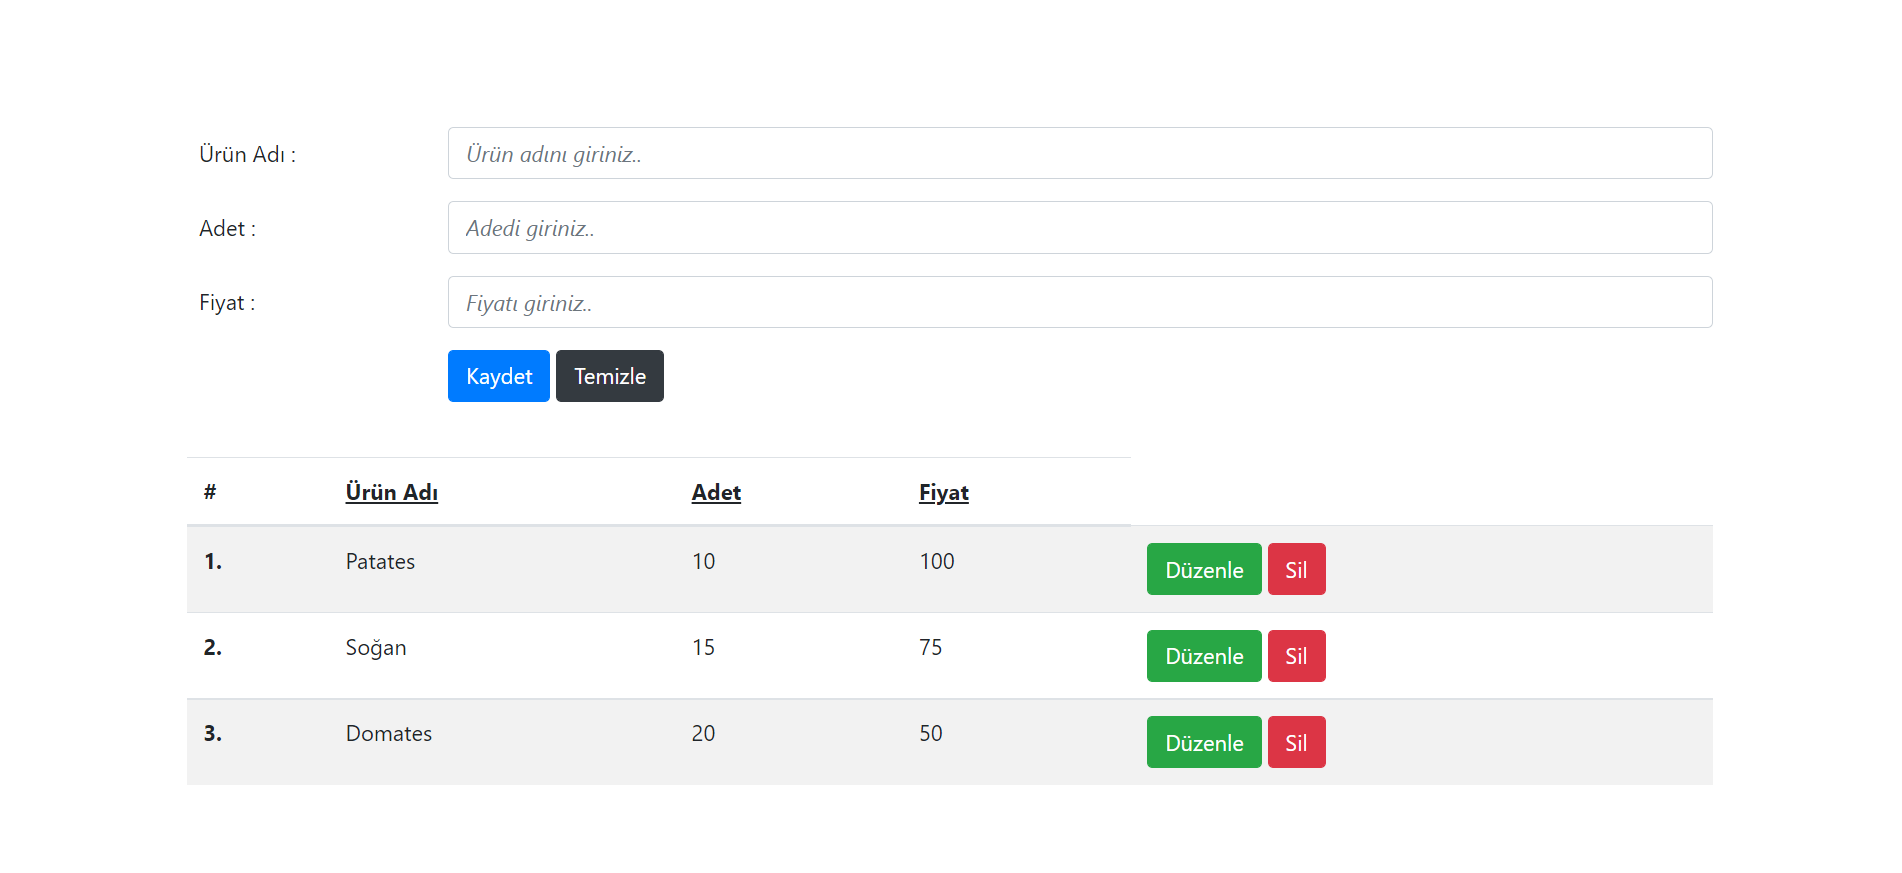 Ürün Adı : Ürün adını giriniz..
Adet : Adedi giriniz..
Fiyat : Fiyatı giriniz..
Kaydet Temizle
# Ürün Adı Adet Fiyat
1. Patates 10 100 Düzenle Sil
2. Soğan 15 75 Düzenle Sil
3. Domates 20 50 Düzenle Sil